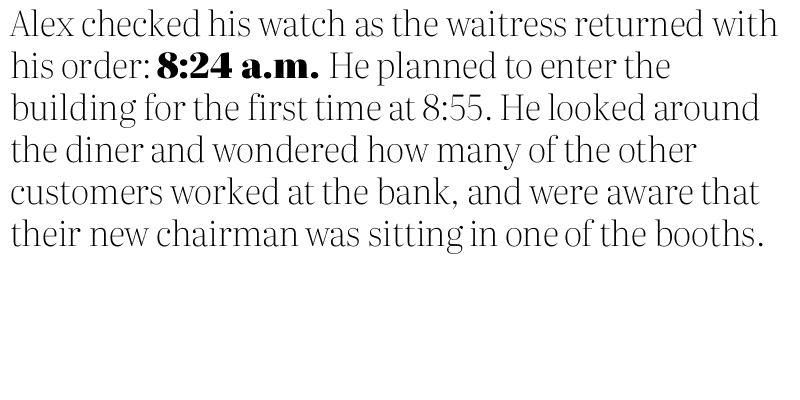 Alex checked his watch as the waitress returned with
his order: 8:24 a.m. He planned to enter the
building for the first time at 8:55. He looked around
the diner and wondered how many of the other
customers worked at the bank, and were aware that
their new chairman was sitting in one of the booths.